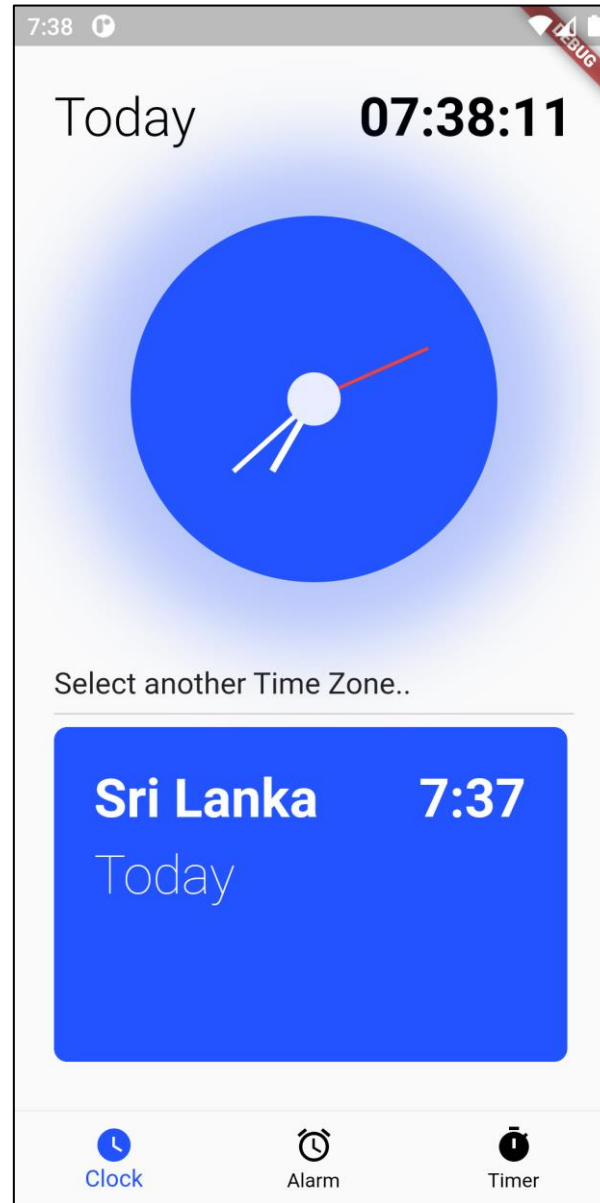 7:38
DEBUG
Today 07:38:11
Select another Time Zone..
Sri Lanka 7:37
Today
Clock Alarm Timer